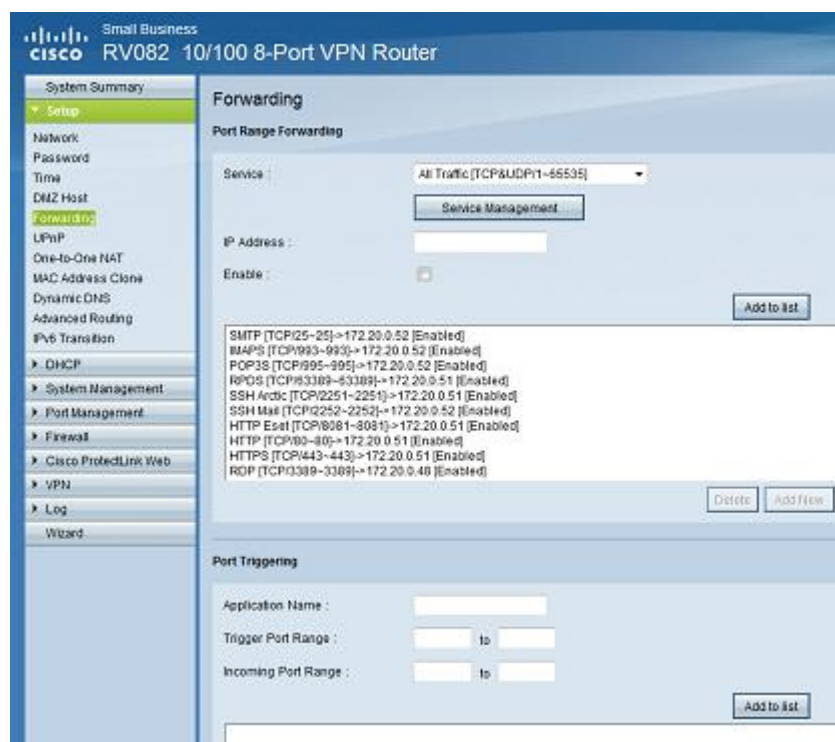 Small Business
CISCO RV082 10/100 8-Port VPN Router
System Summary
Setup
Network
Password
Time
DMZ Host
Forwarding
UPnP
One-to-One NAT
MAC Address Clone
Dynamic DNS
Advanced Routing
IPv6 Transition
DHCP
System Management
Port Management
Firewall
Cisco ProtectLink Web
VPN
Log
Wizard
Forwarding
Port Range Forwarding
Service : All Traffic [TCP&UDP/1~65535]
Service Management
IP Address :
Enable :
Add to list
SMTP [TCP/25~25]->172.20.0.52 [Enabled]
IMAPS [TCP/993~993]->172.20.0.52 [Enabled]
POP3S [TCP/995~995]->172.20.0.52 [Enabled]
RPDS [TCP/63389~63389]->172.20.0.51 [Enabled]
SSH Arctic [TCP/2251~2251]->172.20.0.51 [Enabled]
SSH Mail [TCP/2252~2252]->172.20.0.52 [Enabled]
HTTP Eset [TCP/8081~8081]->172.20.0.51 [Enabled]
HTTP [TCP/80~80]->172.20.0.51 [Enabled]
HTTPS [TCP/443~443]->172.20.0.51 [Enabled]
RDP [TCP/3389~3389]->172.20.0.48 [Enabled]
Delete Add New
Port Triggering
Application Name :
Trigger Port Range : to
Incoming Port Range : to
Add to list